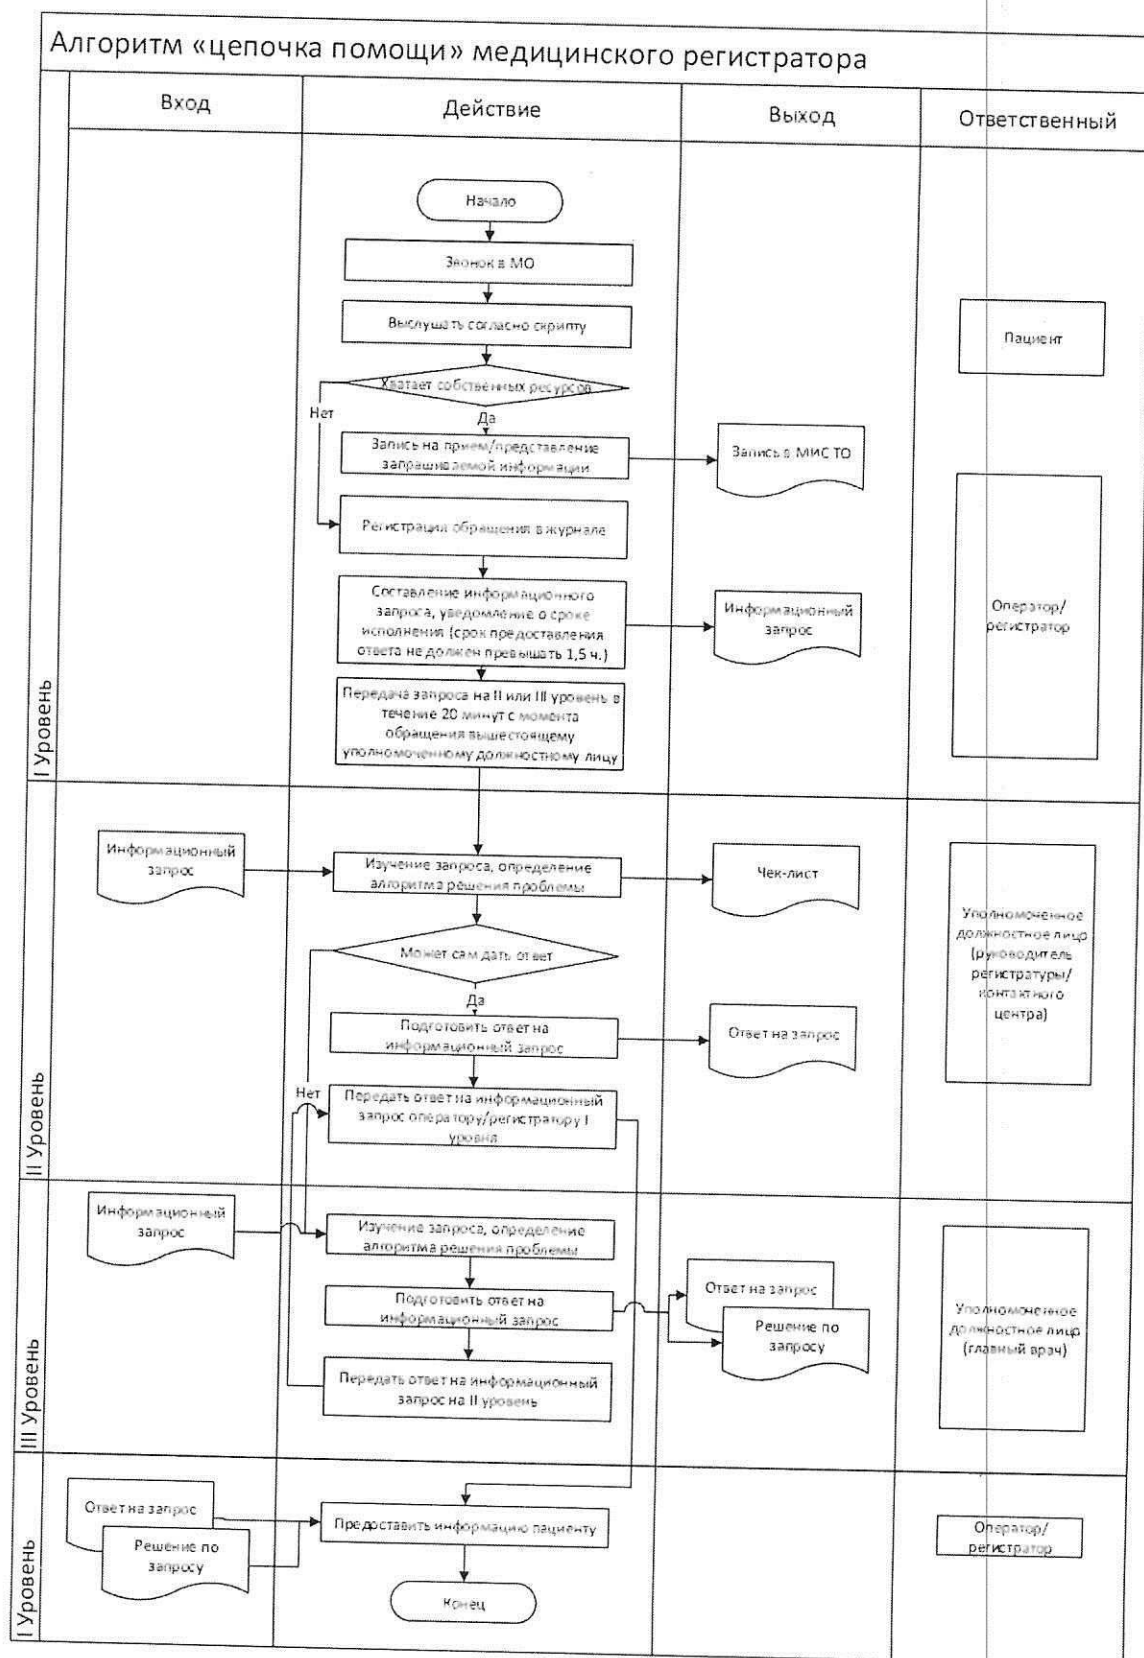 Алгоритм «цепочка помощи» медицинского регистратора
Вход
Действие
Выход
Ответственный
I Уровень
Начало
Звонок в МО
Выслушать согласно скрипту
Пациент
Хватает собственных ресурсов
Нет
Да
Запись на прием/представление
запрашиваемой информации
Запись в МИС ТО
Регистрация обращения в журнале
Составление информационного
запроса, уведомление о сроке
исполнения (срок предоставления
ответа не должен превышать 1,5 ч.)
Информационный
запрос
Оператор/
регистратор
Передача запроса на II или III уровень в
течение 20 минут с момента
обращения вышестоящему
уполномоченному должностному лицу
II Уровень
Информационный
запрос
Изучение запроса, определение
алгоритма решения проблемы
Чек-лист
Уполномоченное
должностное лицо
(руководитель
регистратуры/
контактного
центра)
Может сам дать ответ
Да
Подготовить ответ на
информационный запрос
Ответ на запрос
Нет
Передать ответ на информационный
запрос оператору/регистратору I
уровня
III Уровень
Информационный
запрос
Изучение запроса, определение
алгоритма решения проблемы
Подготовить ответ на
информационный запрос
Ответ на запрос
Решение по
запросу
Уполномоченное
должностное лицо
(главный врач)
Передать ответ на информационный
запрос на II уровень
I Уровень
Ответ на запрос
Решение по
запросу
Предоставить информацию пациенту
Оператор/
регистратор
Конец